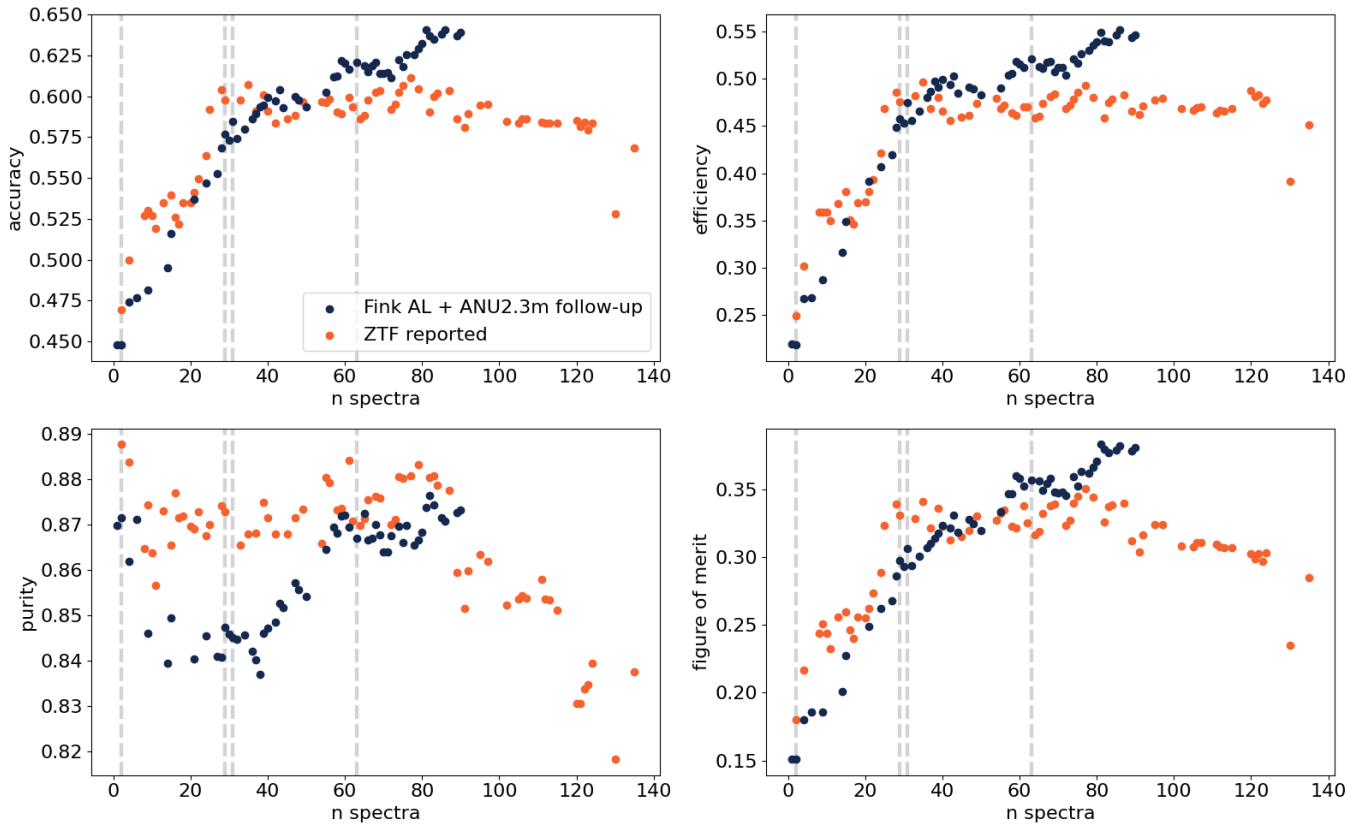 0.650
0.625
0.600
0.575
0.550
0.525
0.500
0.475
0.450
accuracy
0 20 40 60 80 100 120 140
n spectra
Fink AL + ANU2.3m follow-up
ZTF reported
0.55
0.50
0.45
0.40
0.35
0.30
0.25
efficiency
0 20 40 60 80 100 120 140
n spectra
0.89
0.88
0.87
0.86
0.85
0.84
0.83
0.82
purity
0 20 40 60 80 100 120 140
n spectra
0.35
0.30
0.25
0.20
0.15
figure of merit
0 20 40 60 80 100 120 140
n spectra